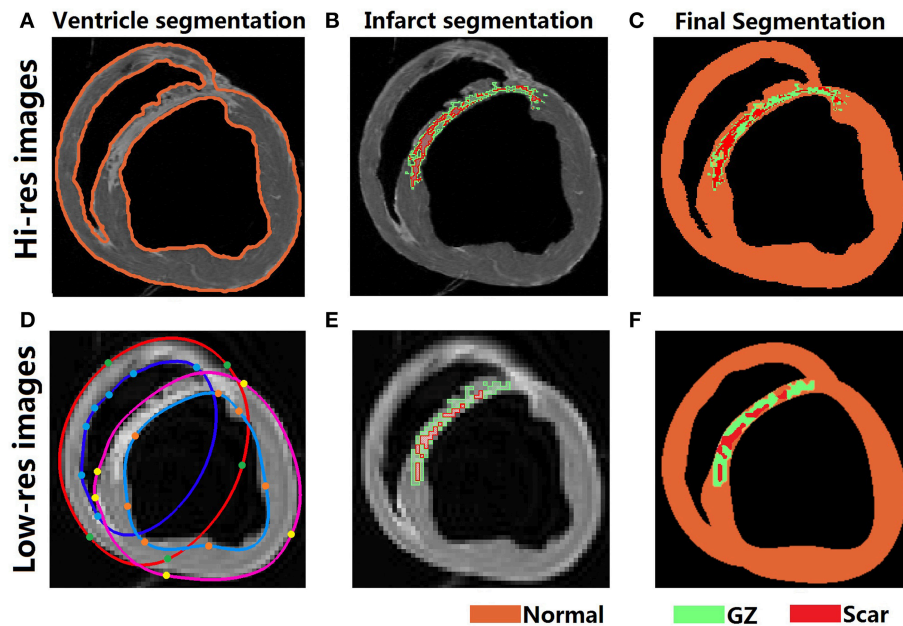 A Ventricle segmentation
B Infarct segmentation
C Final Segmentation
Hi-res images
D
E
F
Low-res images
Normal
GZ
Scar